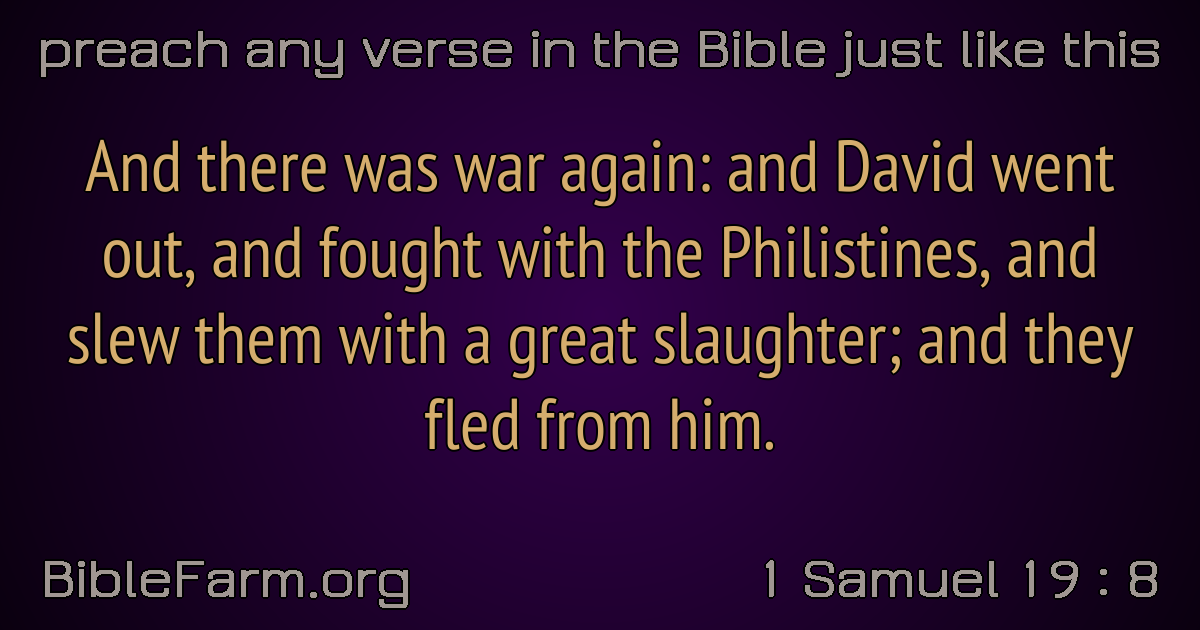 preach any verse in the Bible just like this
And there was war again: and David went
out, and fought with the Philistines, and
slew them with a great slaughter; and they
fled from him.
BibleFarm.org
1 Samuel 19 : 8